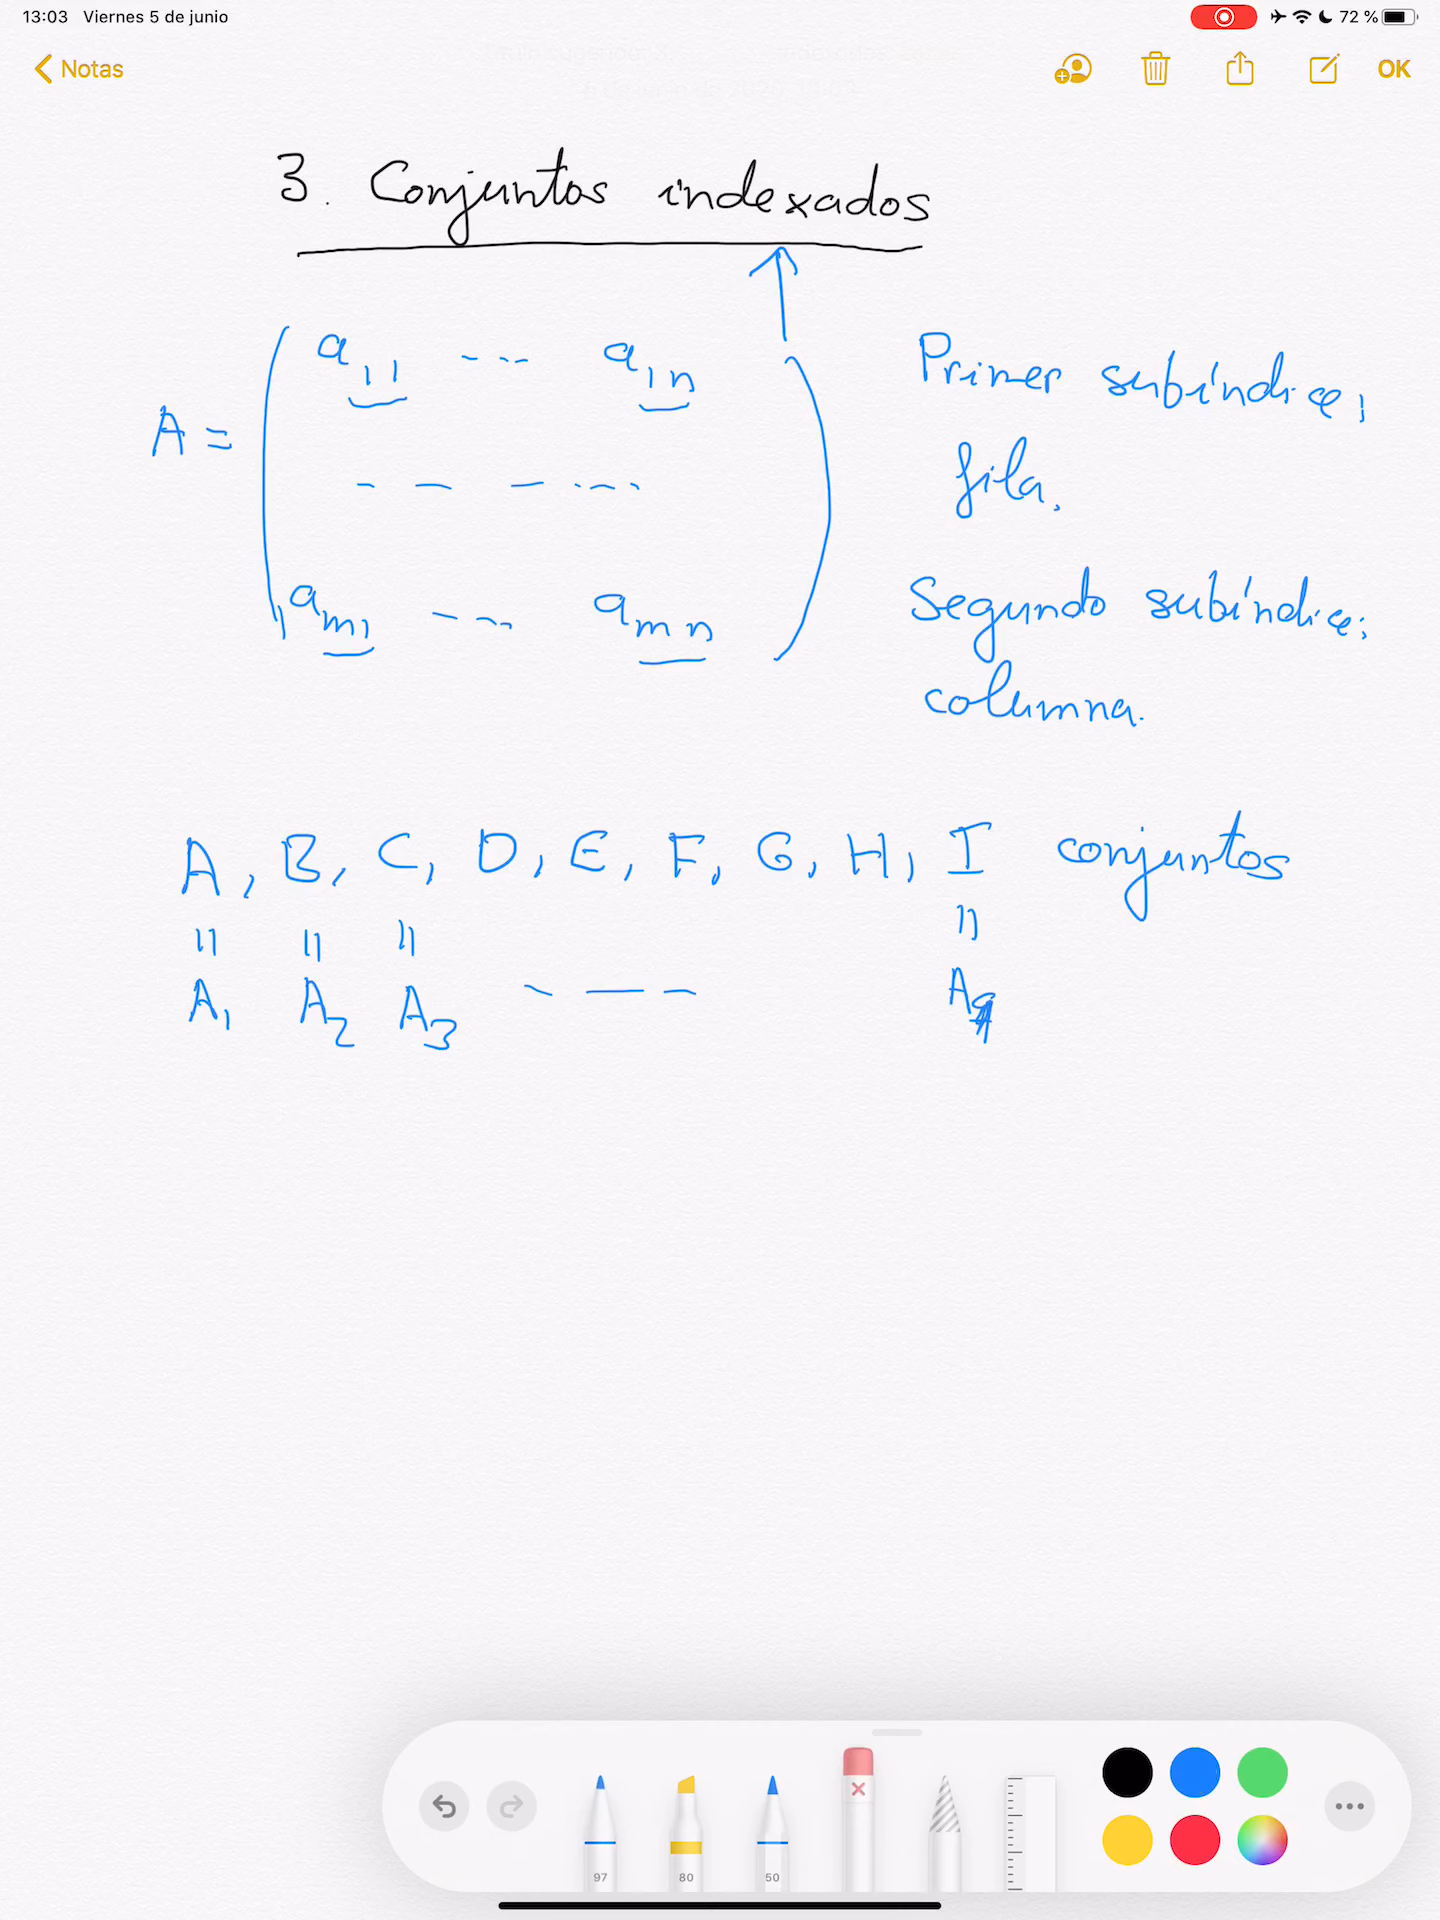 13:03 Viernes 5 de junio 72 %
Notas OK
3. Conjuntos indexados
a11 --- a1n
A =
am1 --- amn
Primer subíndice:
fila.
Segundo subíndice:
columna.
A, B, C, D, E, F, G, H, I conjuntos
= = = =
A1 A2 A3 - - - A9
97 80 50